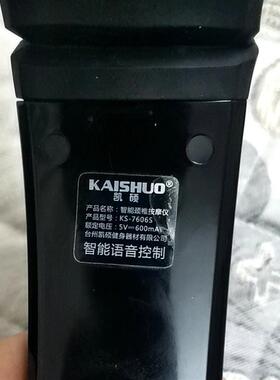 KAISHUO®
凯硕
产品名称：智能颈椎按摩仪
产品型号：KS-7606S
额定电压：5V⎓600mA
台州凯硕健身器材有限公司
智能语音控制